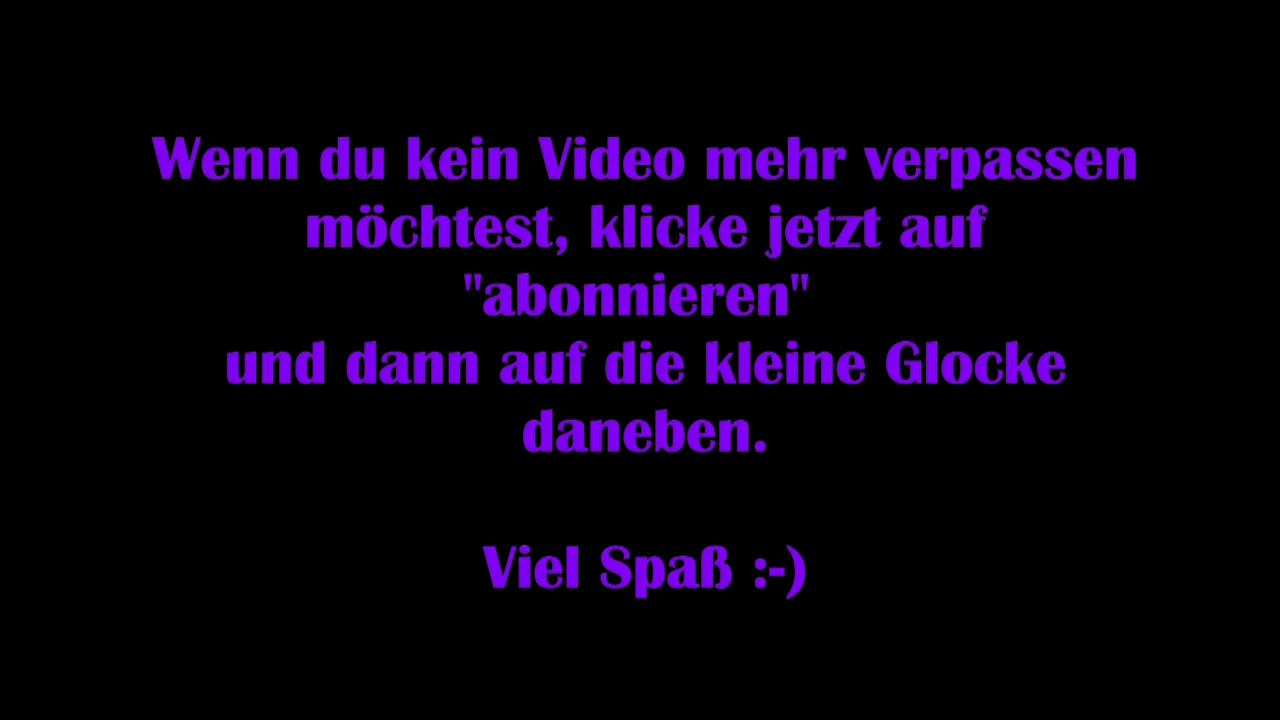 Wenn du kein Video mehr verpassen
möchtest, klicke jetzt auf
"abonnieren"
und dann auf die kleine Glocke
daneben.
Viel Spaß :-)